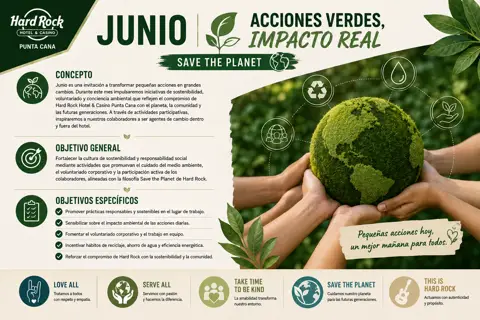 Hard Rock
HOTEL & CASINO
PUNTA CANA
JUNIO
ACCIONES VERDES,
IMPACTO REAL
SAVE THE PLANET
CONCEPTO
Junio es una invitación a transformar pequeñas acciones en grandes
cambios. Durante este mes impulsaremos iniciativas de sostenibilidad,
voluntariado y conciencia ambiental que reflejen el compromiso de
Hard Rock Hotel & Casino Punta Cana con el planeta, la comunidad y
las futuras generaciones. A través de actividades participativas,
inspiraremos a nuestros colaboradores a ser agentes de cambio dentro
y fuera del hotel.
OBJETIVO GENERAL
Fortalecer la cultura de sostenibilidad y responsabilidad social
mediante actividades que promuevan el cuidado del medio ambiente,
el voluntariado corporativo y la participación activa de los
colaboradores, alineadas con la filosofía Save the Planet de Hard Rock.
OBJETIVOS ESPECÍFICOS
Promover prácticas responsables y sostenibles en el lugar de trabajo.
Sensibilizar sobre el impacto ambiental de las acciones diarias.
Fomentar el voluntariado corporativo y el trabajo en equipo.
Incentivar hábitos de reciclaje, ahorro de agua y eficiencia energética.
Reforzar el compromiso de Hard Rock con la sostenibilidad y la comunidad.
Pequeñas acciones hoy,
un mejor mañana para todos.
LOVE ALL
Tratamos a todos
con respeto y empatía.
SERVE ALL
Servimos con pasión
y hacemos la diferencia.
TAKE TIME
TO BE KIND
La amabilidad transforma
nuestro entorno.
SAVE THE PLANET
Cuidamos nuestro planeta
para las futuras generaciones.
THIS IS
HARD ROCK
Actuamos con autenticidad
y propósito.